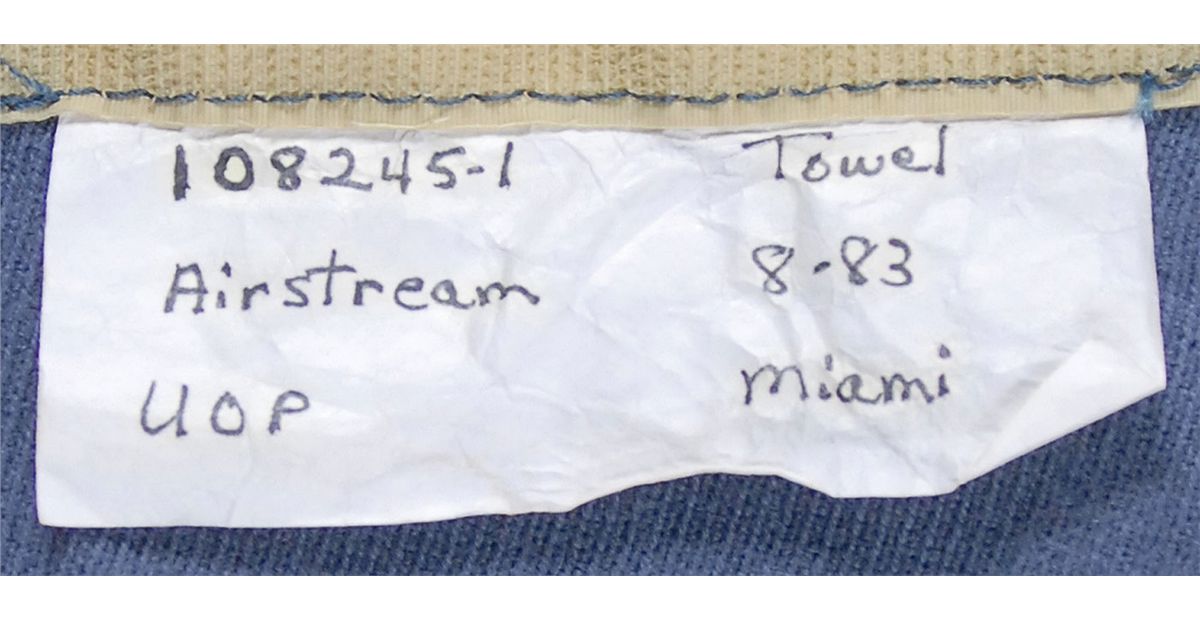 108245-1 Towel
Airstream 8-83
UOP miami